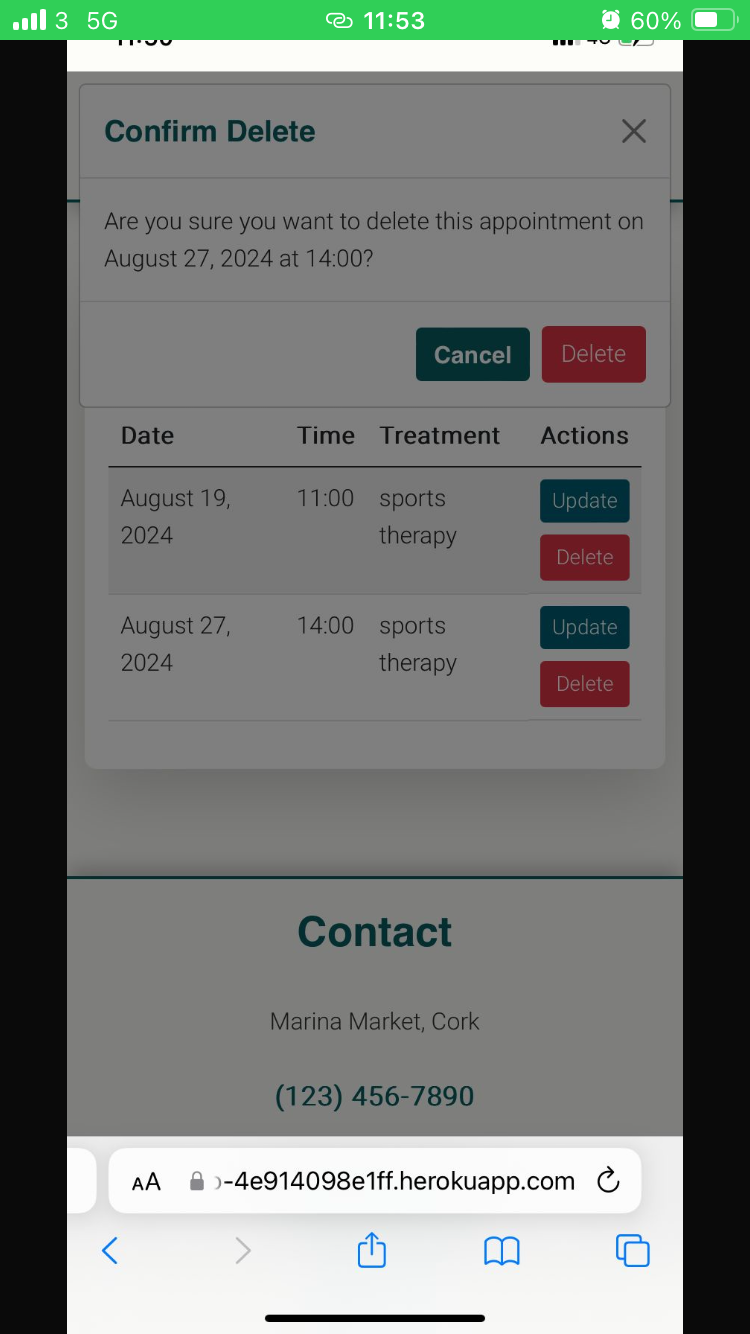 3 5G 11:53 60%
Confirm Delete
Are you sure you want to delete this appointment on
August 27, 2024 at 14:00?
Cancel Delete
Date Time Treatment Actions
August 19, 11:00 sports Update
2024 therapy
Delete
August 27, 14:00 sports Update
2024 therapy
Delete
Contact
Marina Market, Cork
(123) 456-7890
AA -4e914098e1ff.herokuapp.com